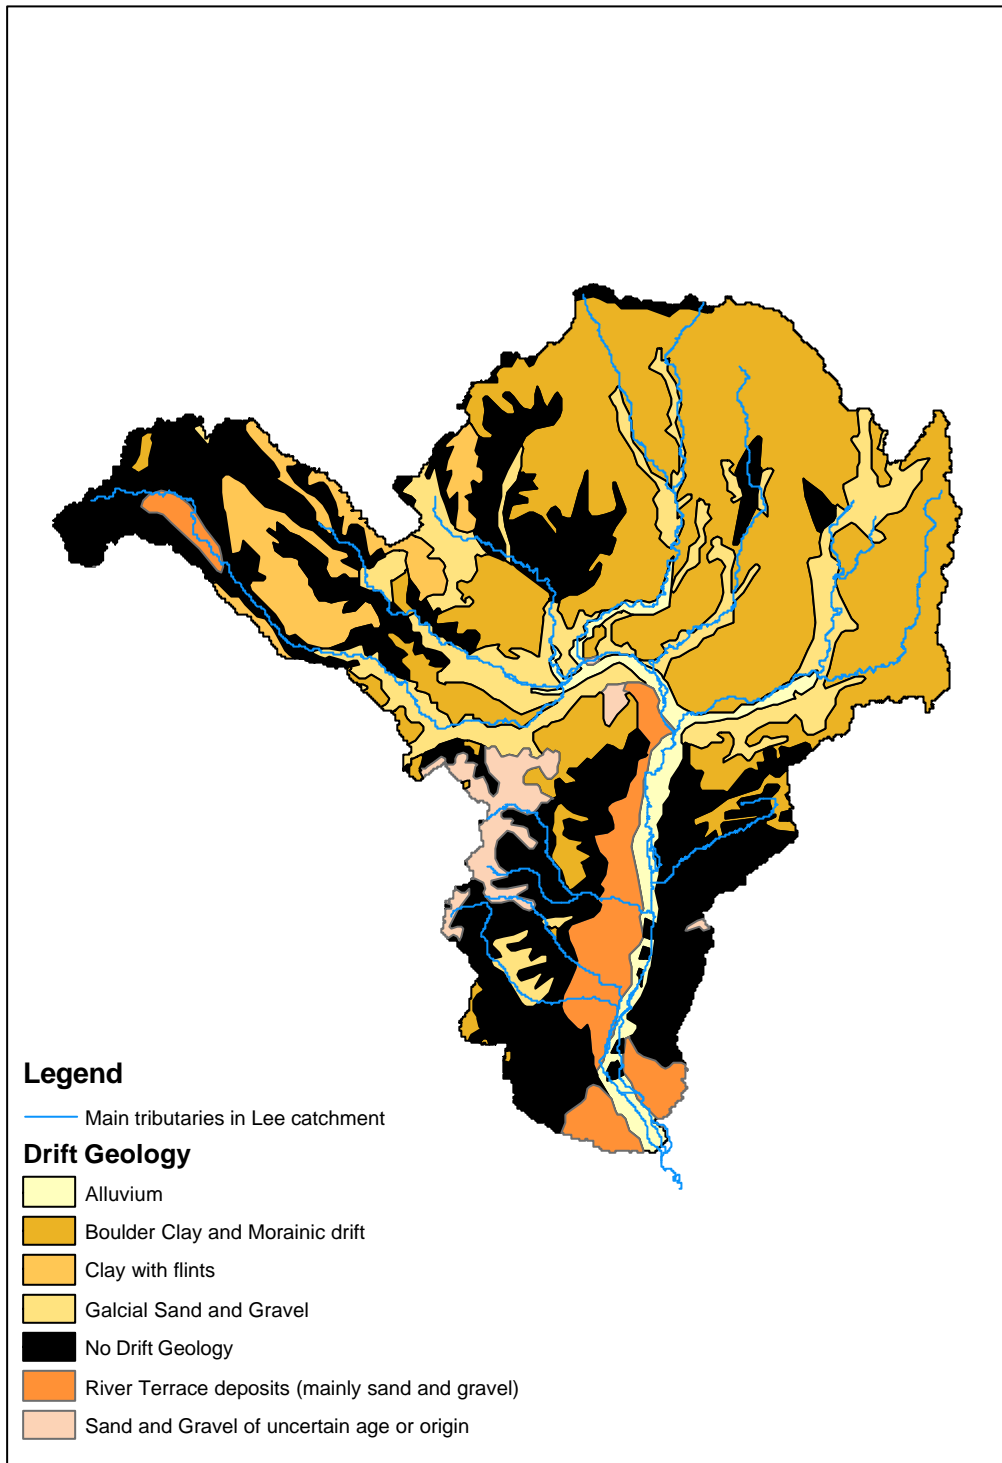 Legend
Main tributaries in Lee catchment
Drift Geology
Alluvium
Boulder Clay and Morainic drift
Clay with flints
Galcial Sand and Gravel
No Drift Geology
River Terrace deposits (mainly sand and gravel)
Sand and Gravel of uncertain age or origin